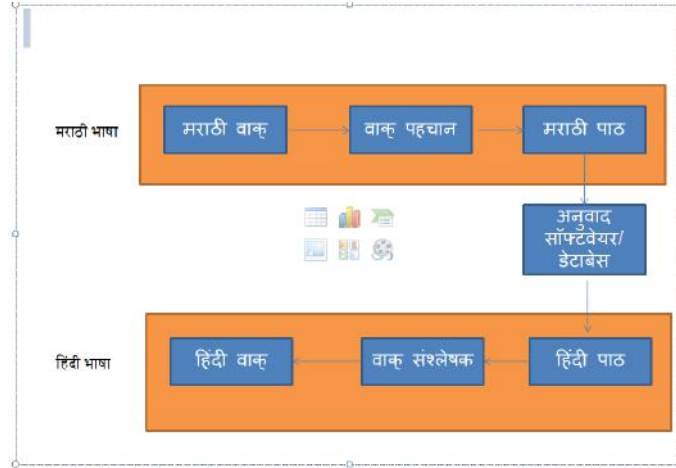 मराठी भाषा
मराठी वाक्
वाक् पहचान
मराठी पाठ
अनुवाद
सॉफ्टवेयर/
डेटाबेस
हिंदी भाषा
हिंदी वाक्
वाक् संश्लेषक
हिंदी पाठ